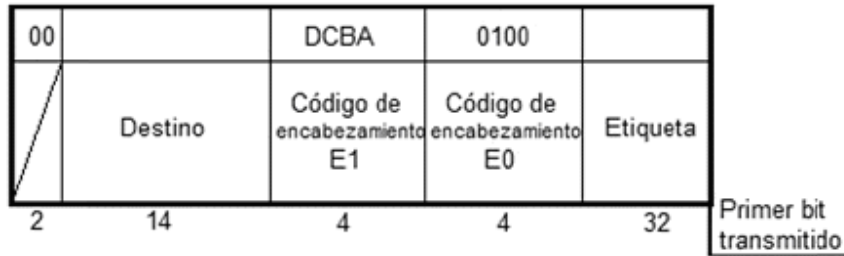 00 DCBA 0100
Destino
Código de encabezamiento E1
Código de encabezamiento E0
Etiqueta
2 14 4 4 32
Primer bit transmitido